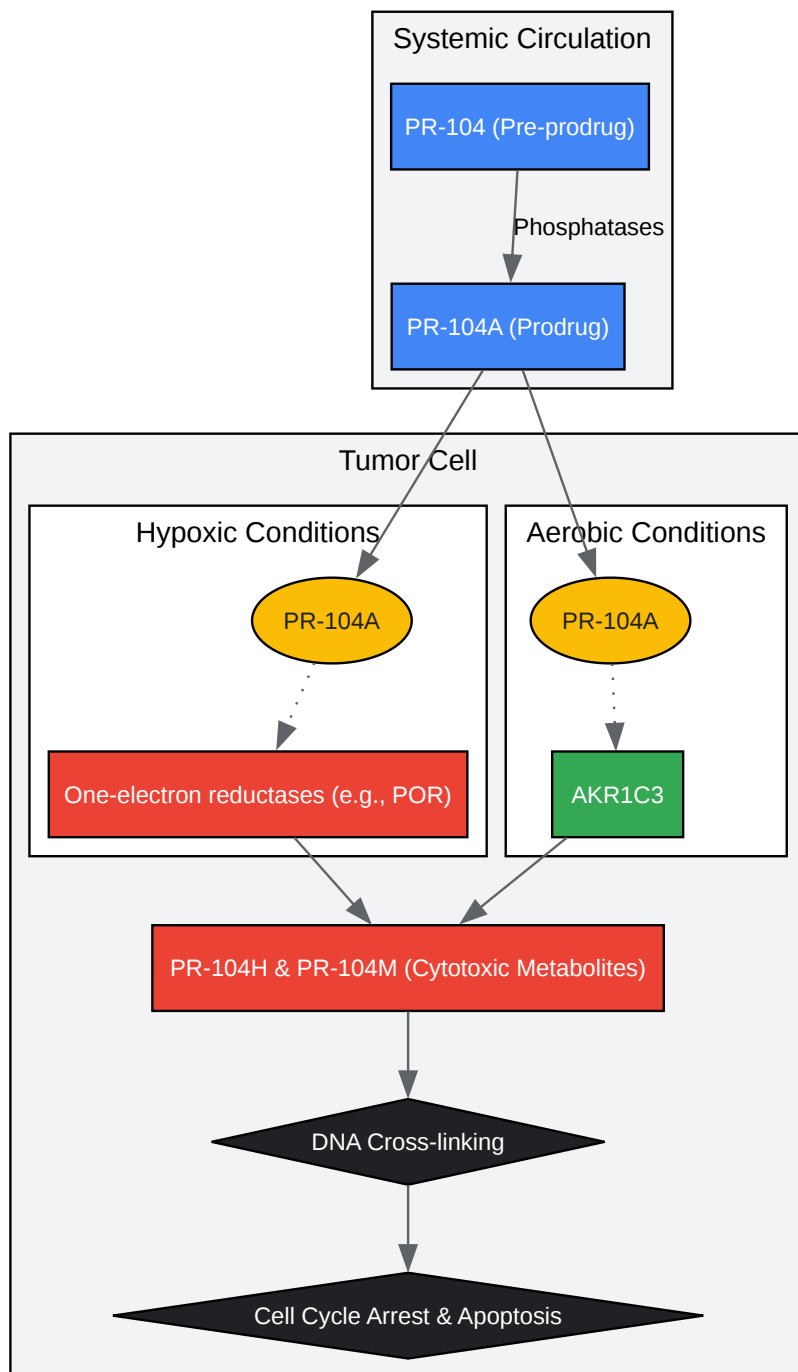 Systemic Circulation
PR-104 (Pre-prodrug)
Phosphatases
PR-104A (Prodrug)
Tumor Cell
Hypoxic Conditions
Aerobic Conditions
PR-104A
PR-104A
One-electron reductases (e.g., POR)
AKR1C3
PR-104H & PR-104M (Cytotoxic Metabolites)
DNA Cross-linking
Cell Cycle Arrest & Apoptosis